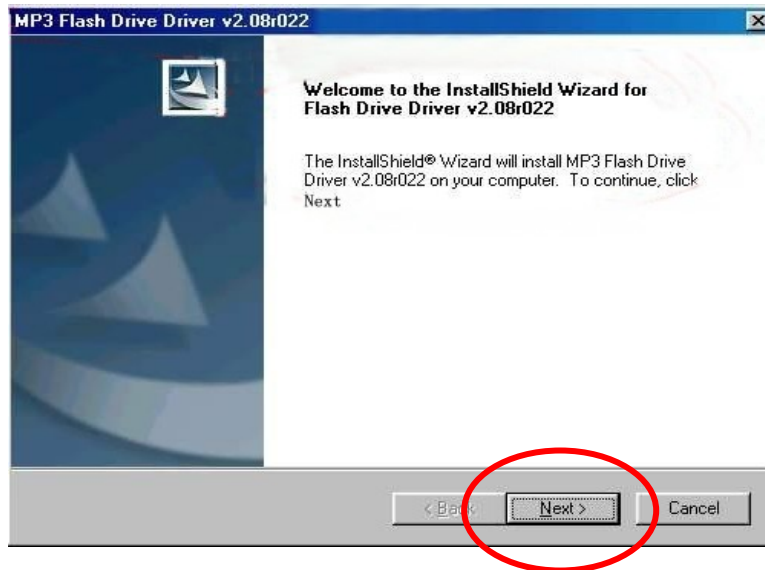 MP3 Flash Drive Driver v2.08r022
Welcome to the InstallShield Wizard for
Flash Drive Driver v2.08r022
The InstallShield® Wizard will install MP3 Flash Drive
Driver v2.08r022 on your computer. To continue, click
Next
< Back
Next >
Cancel